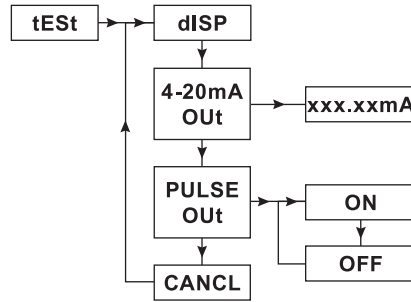 tESt
dISP
4-20mA
OUt
xxx.xxmA
PULSE
OUt
ON
OFF
CANCL